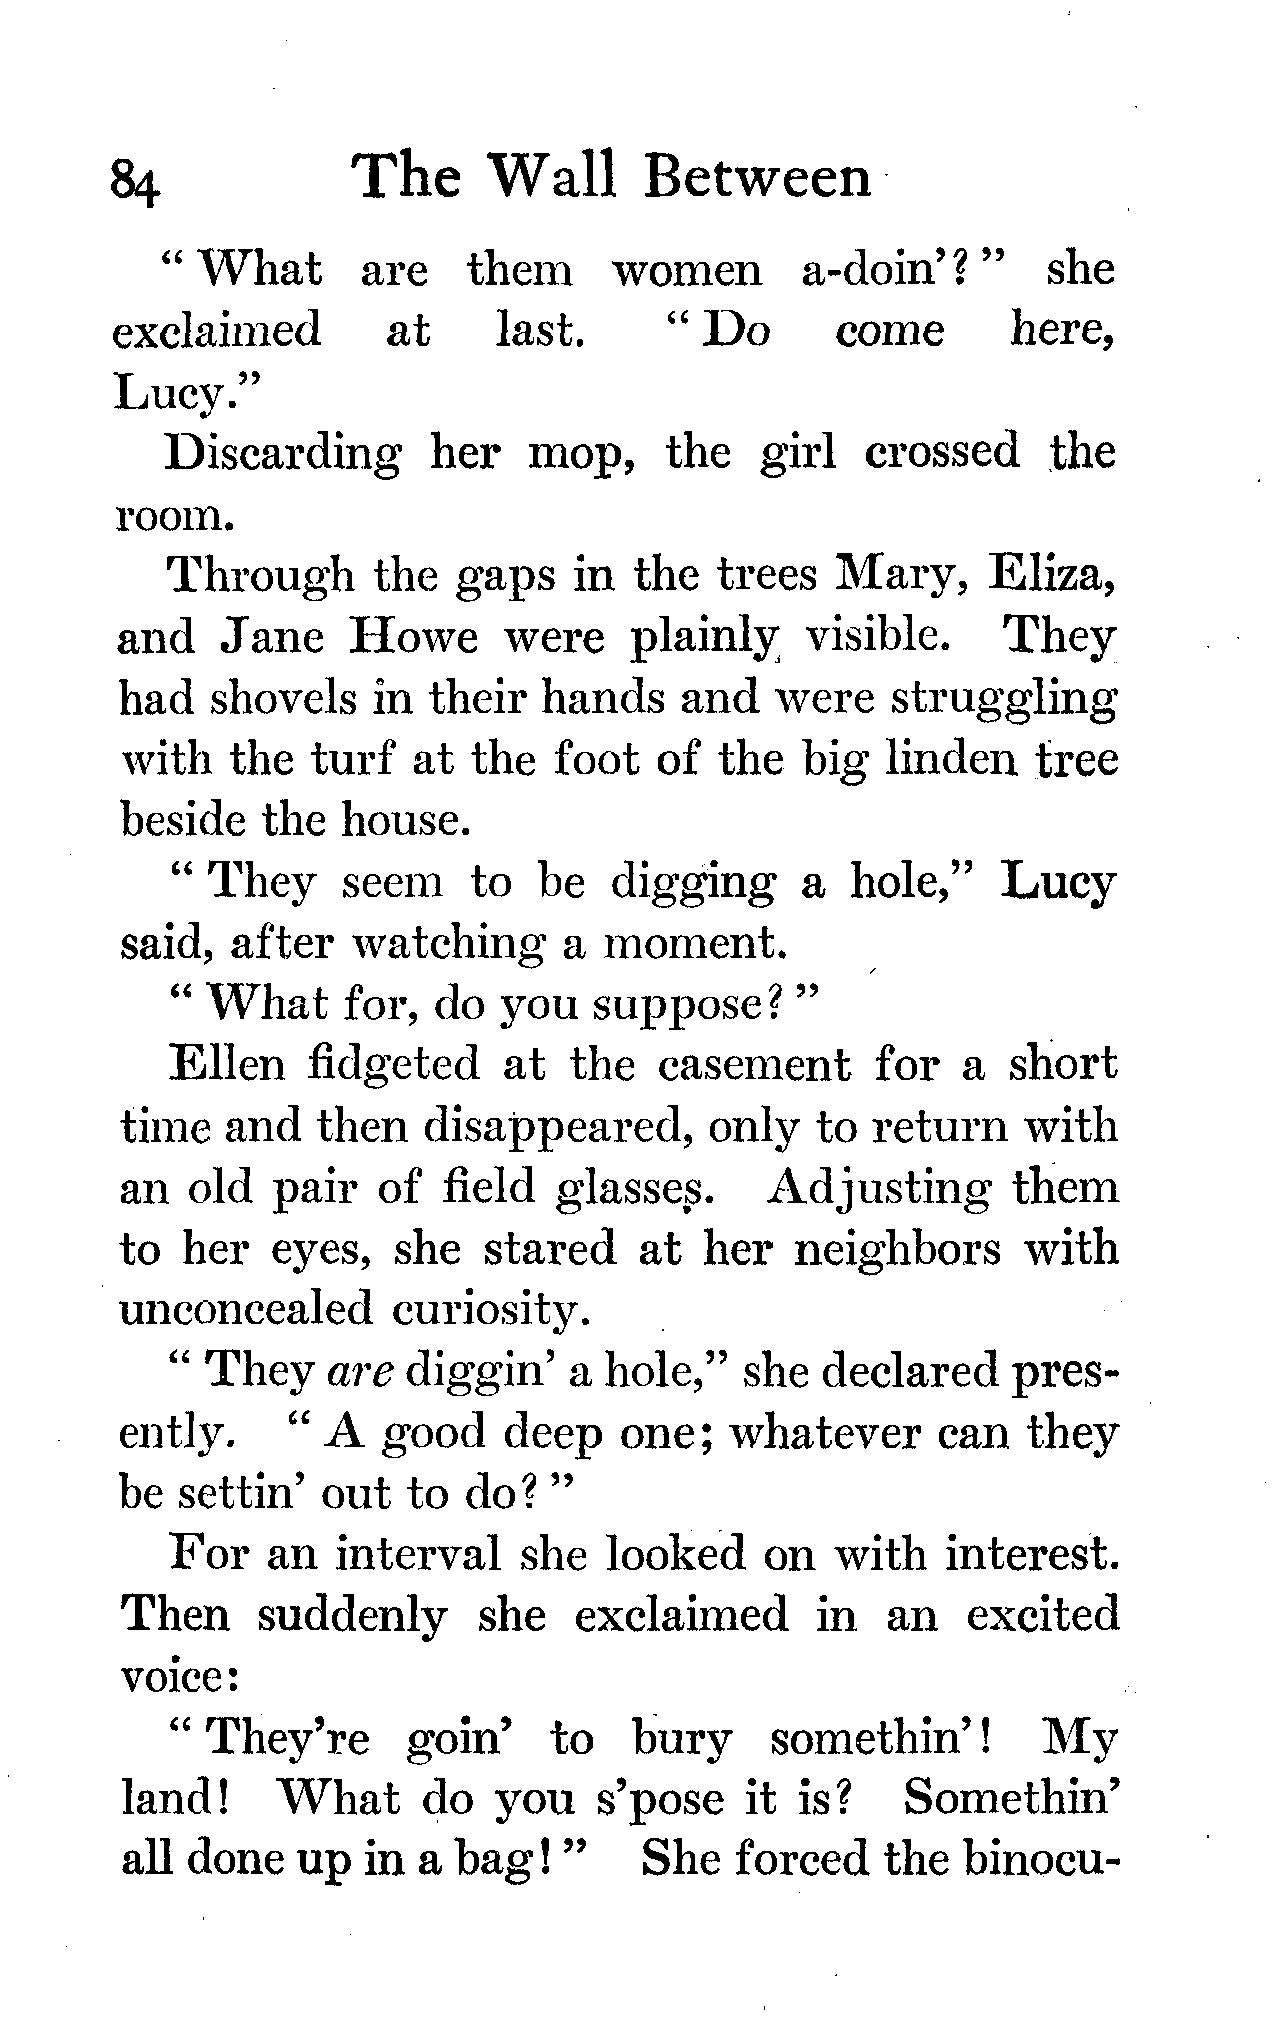 84 The Wall Between
“ What are them women a-doin’? ” she
exclaimed at last. “ Do come here,
Lucy.”
Discarding her mop, the girl crossed the
room.
Through the gaps in the trees Mary, Eliza,
and Jane Howe were plainly visible. They
had shovels in their hands and were struggling
with the turf at the foot of the big linden tree
beside the house.
“ They seem to be digging a hole,” Lucy
said, after watching a moment.
“ What for, do you suppose? ”
Ellen fidgeted at the casement for a short
time and then disappeared, only to return with
an old pair of field glasses. Adjusting them
to her eyes, she stared at her neighbors with
unconcealed curiosity.
“ They are diggin’ a hole,” she declared pres-
ently. “ A good deep one; whatever can they
be settin’ out to do? ”
For an interval she looked on with interest.
Then suddenly she exclaimed in an excited
voice:
“ They’re goin’ to bury somethin’! My
land! What do you s’pose it is? Somethin’
all done up in a bag! ” She forced the binocu-